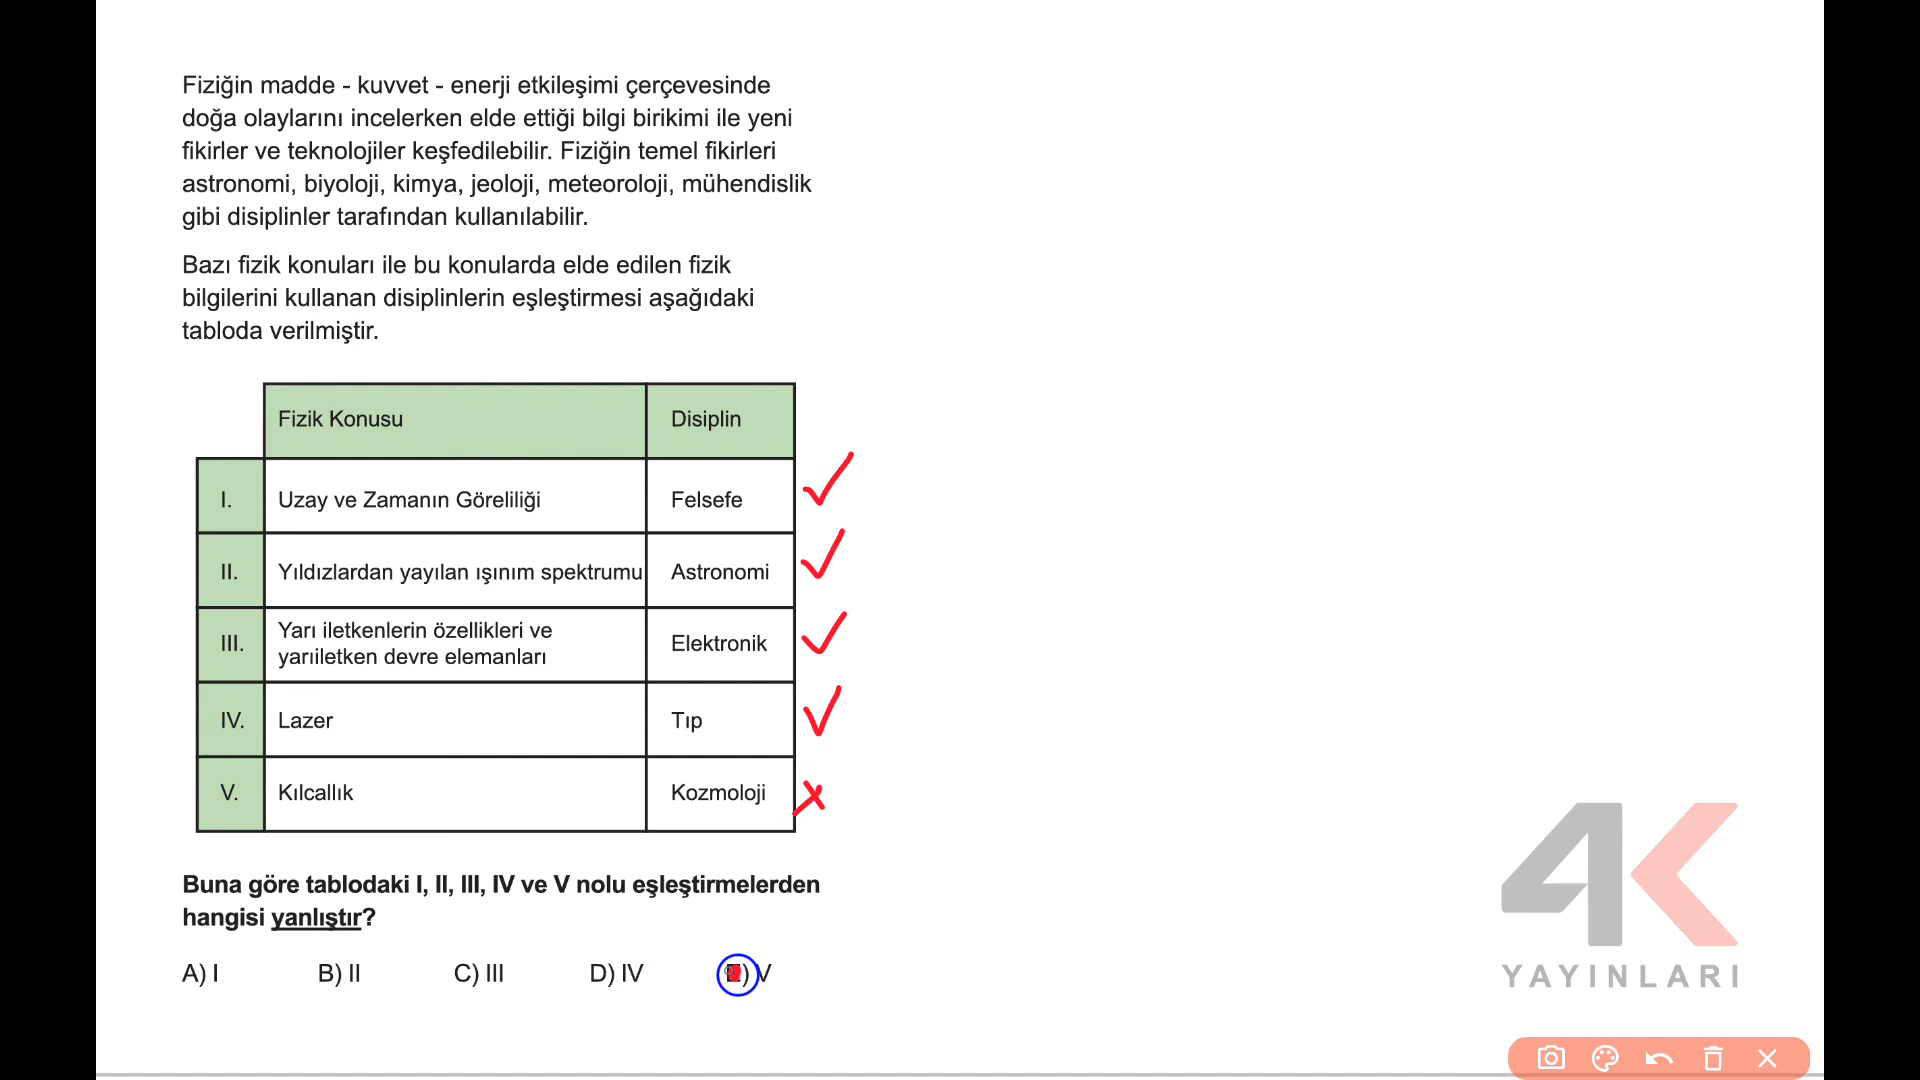 Fiziğin madde - kuvvet - enerji etkileşimi çerçevesinde
doğa olaylarını incelerken elde ettiği bilgi birikimi ile yeni
fikirler ve teknolojiler keşfedilebilir. Fiziğin temel fikirleri
astronomi, biyoloji, kimya, jeoloji, meteoroloji, mühendislik
gibi disiplinler tarafından kullanılabilir.
Bazı fizik konuları ile bu konularda elde edilen fizik
bilgilerini kullanan disiplinlerin eşleştirmesi aşağıdaki
tabloda verilmiştir.
Fizik Konusu Disiplin
I. Uzay ve Zamanın Göreliliği Felsefe
II. Yıldızlardan yayılan ışınım spektrumu Astronomi
III. Yarı iletkenlerin özellikleri ve
yarıiletken devre elemanları Elektronik
IV. Lazer Tıp
V. Kılcallık Kozmoloji
Buna göre tablodaki I, II, III, IV ve V nolu eşleştirmelerden
hangisi yanlıştır?
A) I B) II C) III D) IV E) V
4K
YAYINLARI